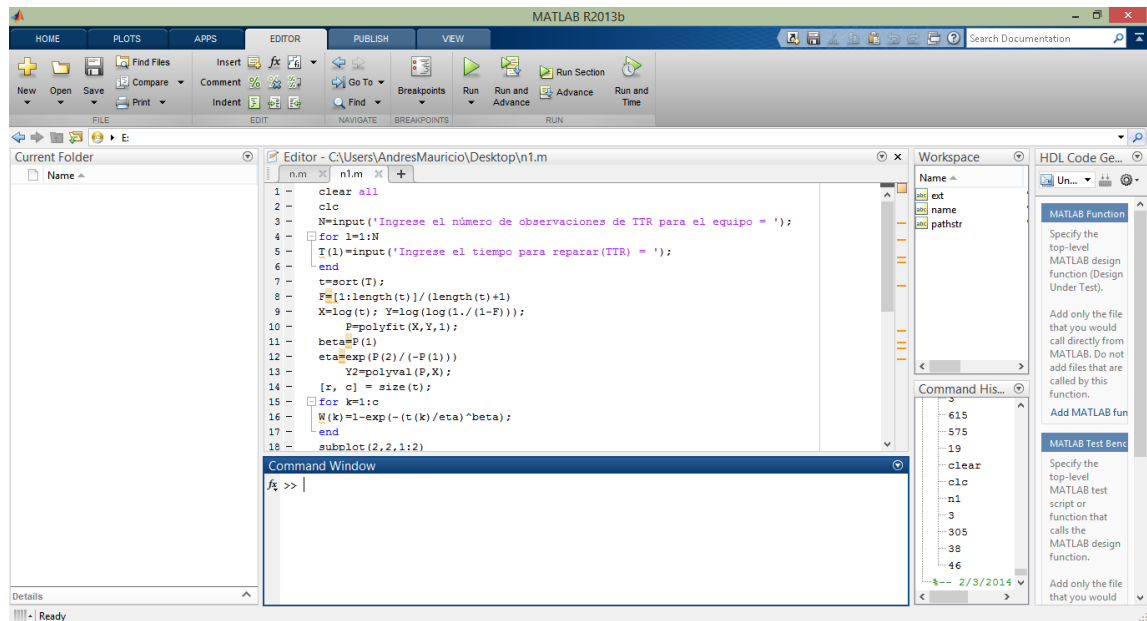 MATLAB R2013b
HOME PLOTS APPS EDITOR PUBLISH VIEW Search Documentation
New Open Save Find Files Compare Print
Insert Comment Indent
Go To Find Breakpoints
Run Run and Advance Run Section Advance Run and Time
FILE EDIT NAVIGATE BREAKPOINTS RUN
E:
Current Folder
Name
Details
Editor - C:\Users\AndresMauricio\Desktop\n1.m
n.m n1.m
1 - clear all
2 - clc
3 - N=input('Ingrese el número de observaciones de TTR para el equipo = ');
4 - for l=1:N
5 - T(l)=input('Ingrese el tiempo para reparar(TTR) = ');
6 - end
7 - t=sort(T);
8 - F=[1:length(t)]/(length(t)+1)
9 - X=log(t); Y=log(log(1./(1-F)));
10 - P=polyfit(X,Y,1);
11 - beta=P(1)
12 - eta=exp(P(2)/(-P(1)))
13 - Y2=polyval(P,X);
14 - [r, c] = size(t);
15 - for k=1:c
16 - W(k)=1-exp(-(t(k)/eta)^beta);
17 - end
18 - subplot(2,2,1:2)
Command Window
fx >>
Workspace
Name
abc ext
abc name
abc pathstr
Command His...
3
615
575
19
clear
clc
n1
3
305
38
46
%-- 2/3/2014
HDL Code Ge...
Un...
MATLAB Function
Specify the
top-level
MATLAB design
function (Design
Under Test).
Add only the file
that you would
call directly from
MATLAB. Do not
add files that are
called by this
function.
Add MATLAB fun
MATLAB Test Benc
Specify the
top-level
MATLAB test
script or
function that
calls the
MATLAB design
function.
Add only the file
that you would
Ready